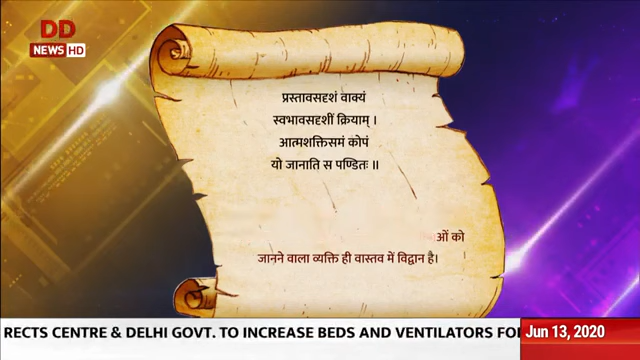 DD
NEWS HD
प्रस्तावसदृशं वाक्यं
स्वभावसदृशीं क्रियाम् ।
आत्मशक्तिसमं कोपं
यो जानाति स पण्डितः ॥
ओं को
जानने वाला व्यक्ति ही वास्तव में विद्वान है।
RECTS CENTRE & DELHI GOVT. TO INCREASE BEDS AND VENTILATORS FO
Jun 13, 2020